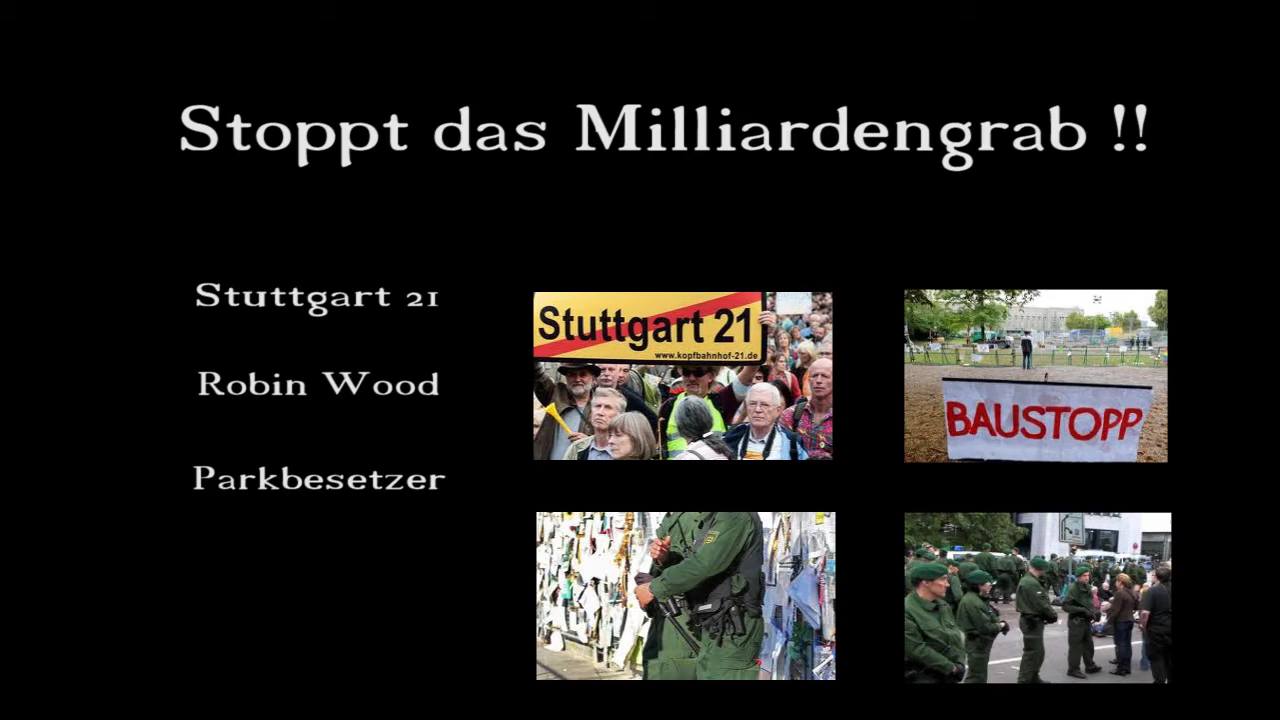 Stoppt das Milliardengrab !!
Stuttgart 21
Robin Wood
Parkbesetzer
Stuttgart 21
www.kopfbahnhof-21.de
BAUSTOPP